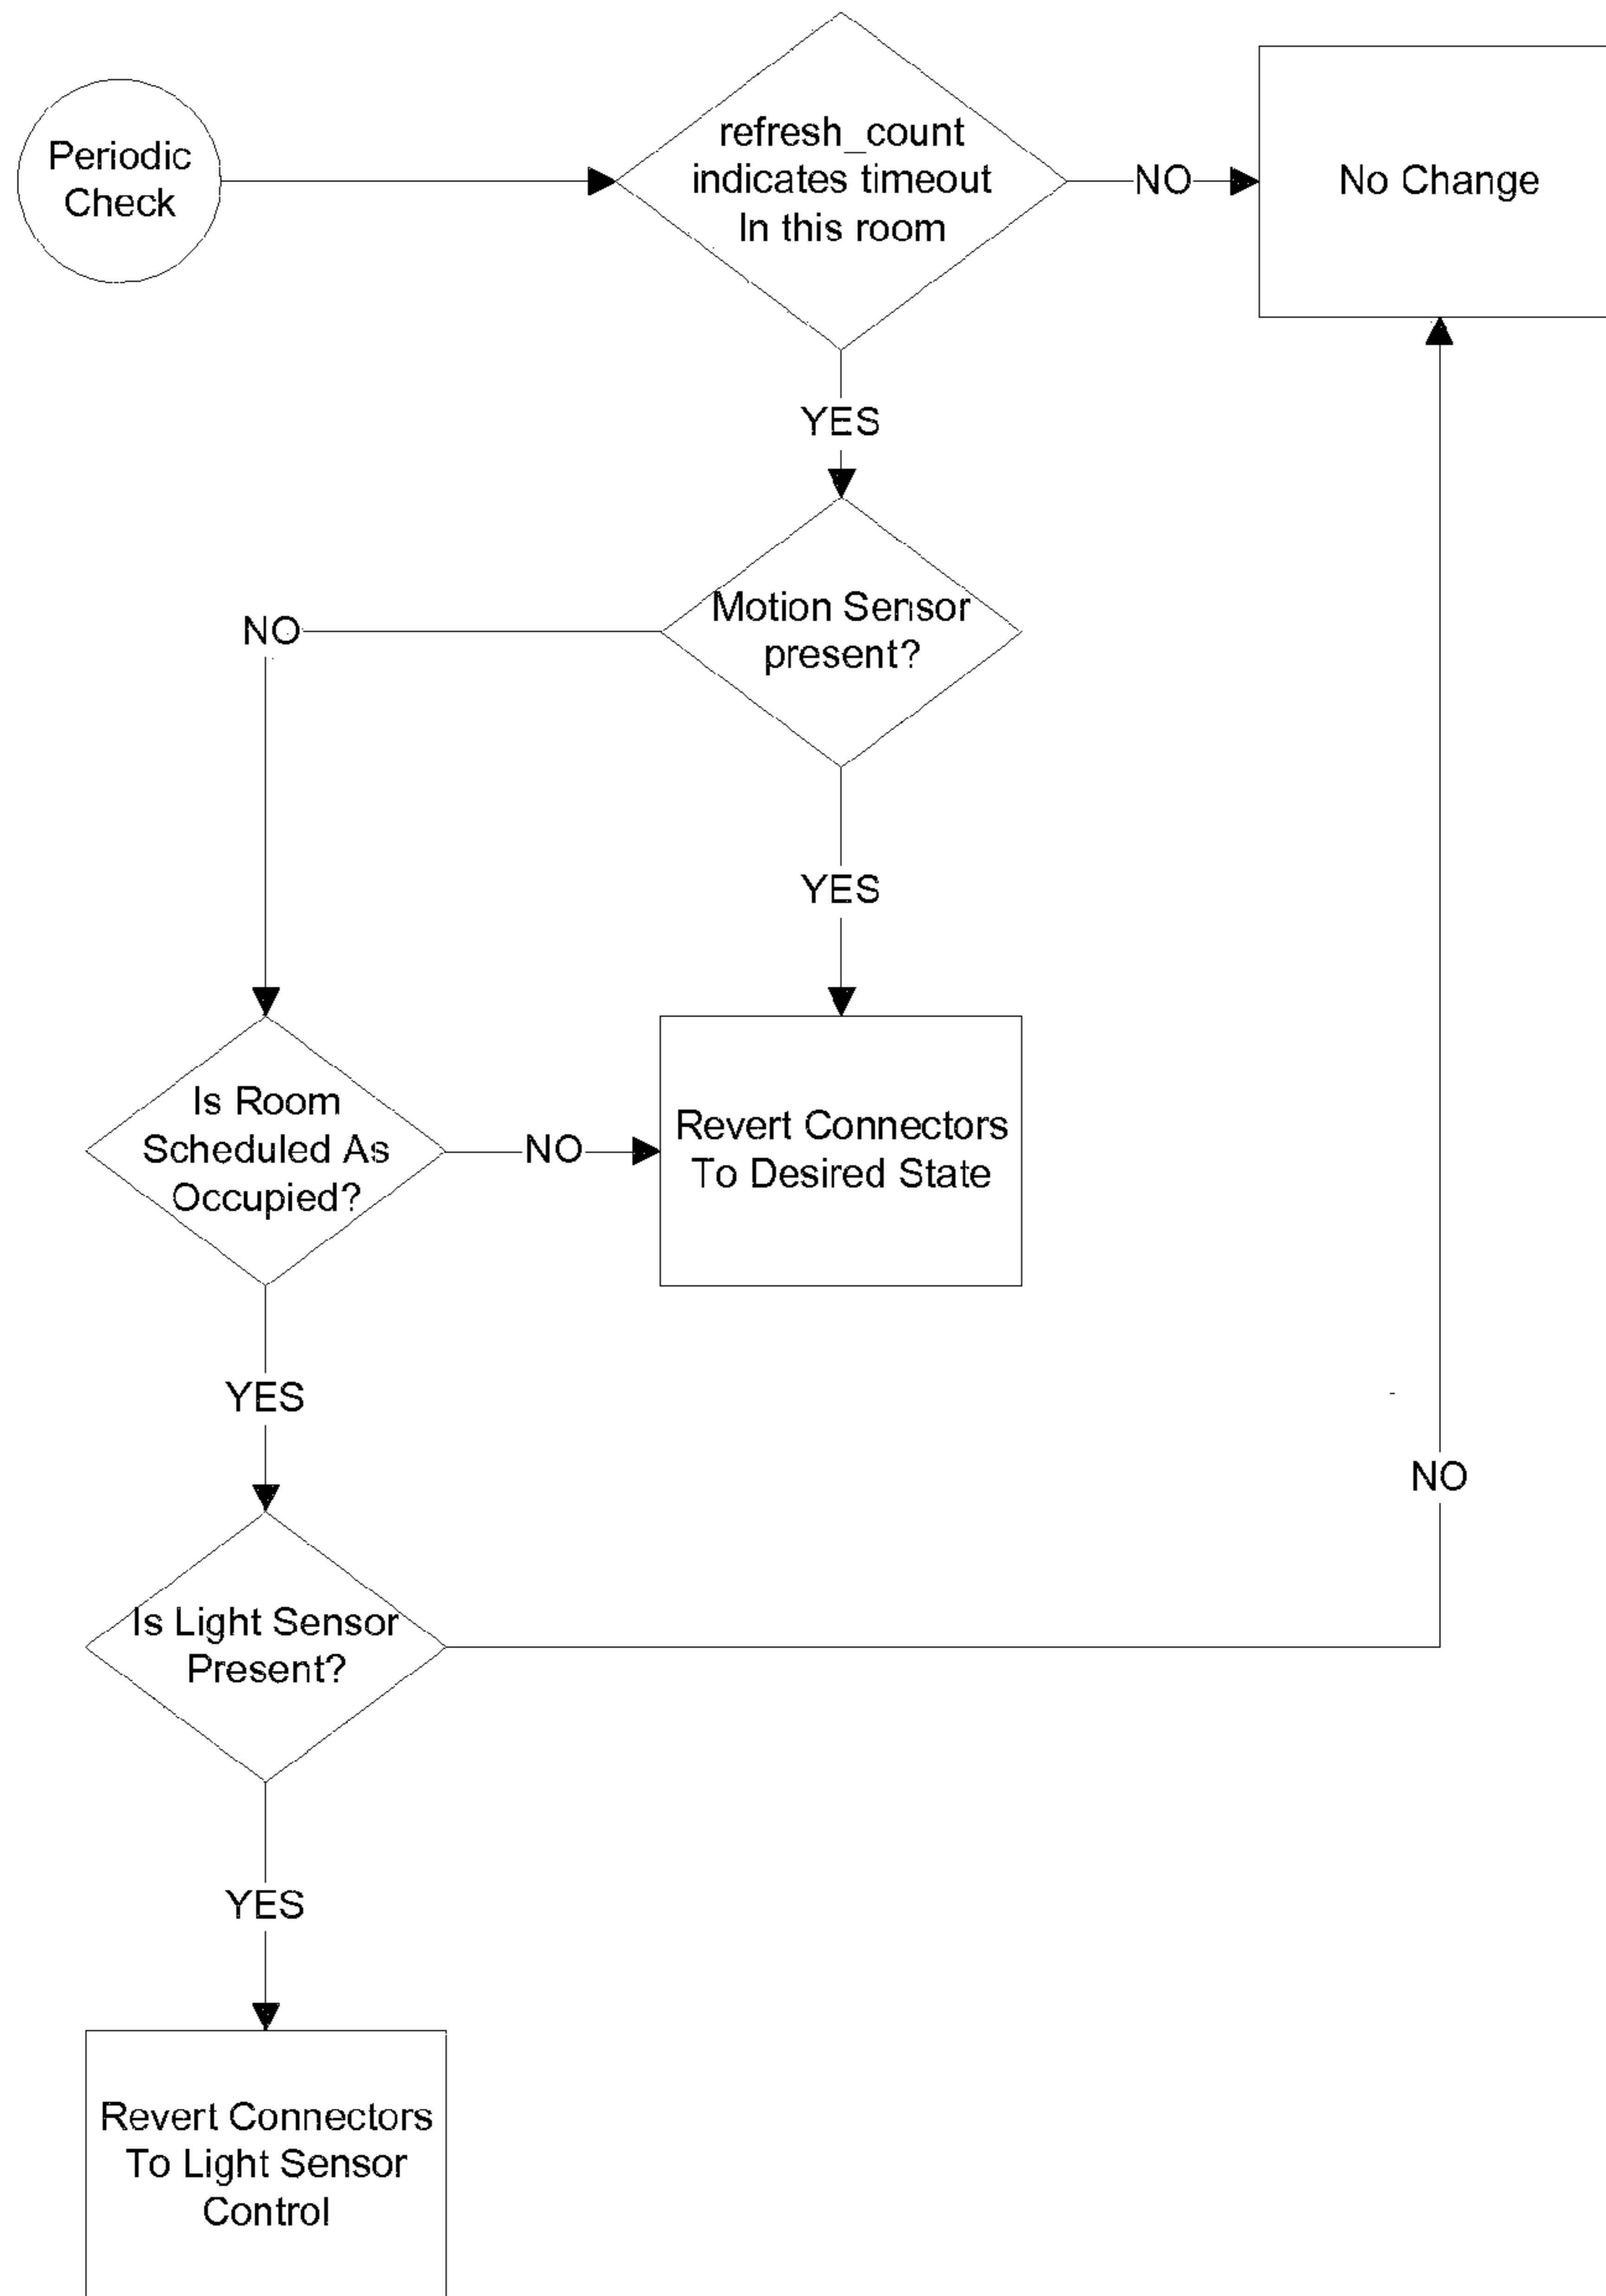 Periodic
Check
refresh_count
indicates timeout
In this room
NO
No Change
YES
Motion Sensor
present?
NO
YES
Is Room
Scheduled As
Occupied?
NO
Revert Connectors
To Desired State
YES
NO
Is Light Sensor
Present?
YES
Revert Connectors
To Light Sensor
Control